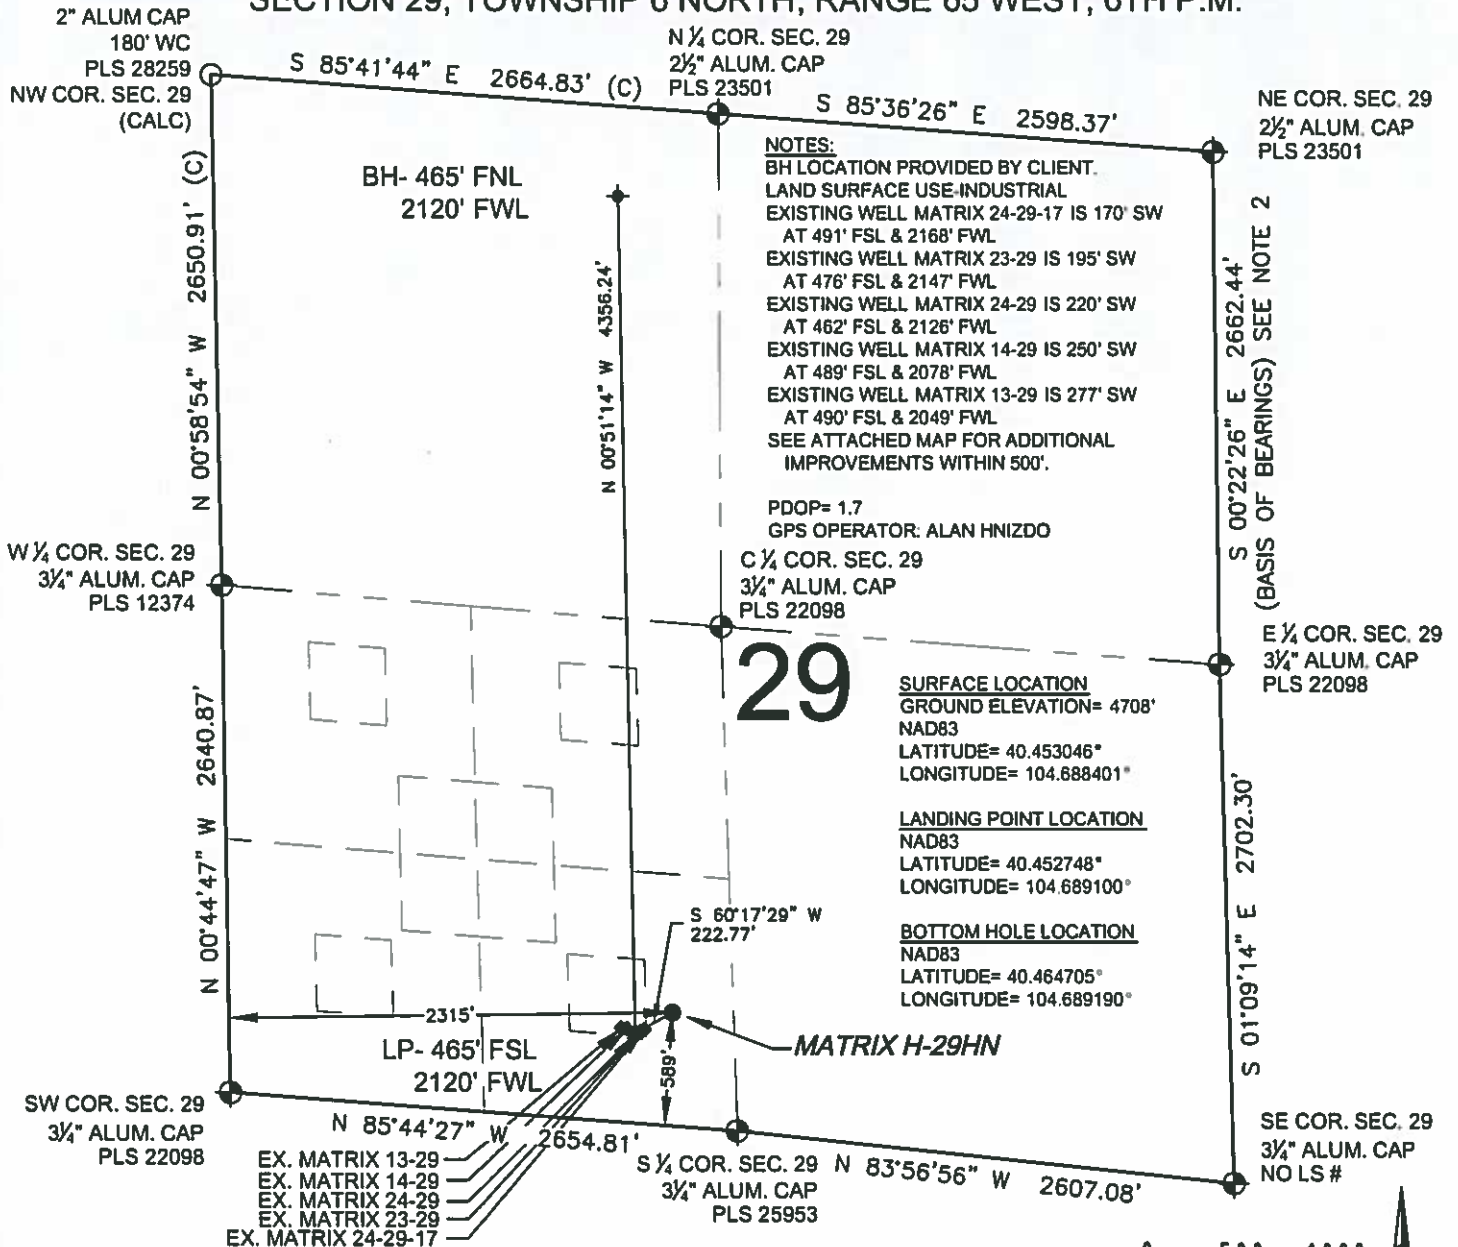 SECTION 29, TOWNSHIP 6 NORTH, RANGE 65 WEST, 6TH P.M.
2" ALUM CAP
180' WC
PLS 28259
NW COR. SEC. 29
(CALC)
S 85°41'44" E 2664.83' (C)
N ¼ COR. SEC. 29
2½" ALUM. CAP
PLS 23501
S 85°36'26" E 2598.37'
NE COR. SEC. 29
2½" ALUM. CAP
PLS 23501
N 00°58'54" W 2650.91' (C)
BH- 465' FNL
2120' FWL
N 00°51'14" W 4356.24'
NOTES:
BH LOCATION PROVIDED BY CLIENT.
LAND SURFACE USE-INDUSTRIAL
EXISTING WELL MATRIX 24-29-17 IS 170' SW
AT 491' FSL & 2168' FWL
EXISTING WELL MATRIX 23-29 IS 195' SW
AT 476' FSL & 2147' FWL
EXISTING WELL MATRIX 24-29 IS 220' SW
AT 462' FSL & 2126' FWL
EXISTING WELL MATRIX 14-29 IS 250' SW
AT 489' FSL & 2078' FWL
EXISTING WELL MATRIX 13-29 IS 277' SW
AT 490' FSL & 2049' FWL
SEE ATTACHED MAP FOR ADDITIONAL
IMPROVEMENTS WITHIN 500'.
PDOP= 1.7
GPS OPERATOR: ALAN HNIZDO
S 00°22'26" E 2662.44'
(BASIS OF BEARINGS) SEE NOTE 2
W ¼ COR. SEC. 29
3¼" ALUM. CAP
PLS 12374
C ¼ COR. SEC. 29
3¼" ALUM. CAP
PLS 22098
29
E ¼ COR. SEC. 29
3¼" ALUM. CAP
PLS 22098
SURFACE LOCATION
GROUND ELEVATION= 4708'
NAD83
LATITUDE= 40.453046°
LONGITUDE= 104.688401°
LANDING POINT LOCATION
NAD83
LATITUDE= 40.452748°
LONGITUDE= 104.689100°
BOTTOM HOLE LOCATION
NAD83
LATITUDE= 40.464705°
LONGITUDE= 104.689190°
N 00°44'47" W 2640.87'
S 01°09'14" E 2702.30'
S 60°17'29" W
222.77'
2315'
589'
MATRIX H-29HN
LP- 465' FSL
2120' FWL
SW COR. SEC. 29
3¼" ALUM. CAP
PLS 22098
N 85°44'27" W 2654.81'
EX. MATRIX 13-29
EX. MATRIX 14-29
EX. MATRIX 24-29
EX. MATRIX 23-29
EX. MATRIX 24-29-17
S ¼ COR. SEC. 29
3¼" ALUM. CAP
PLS 25953
N 83°56'56" W 2607.08'
SE COR. SEC. 29
3¼" ALUM. CAP
NO LS #